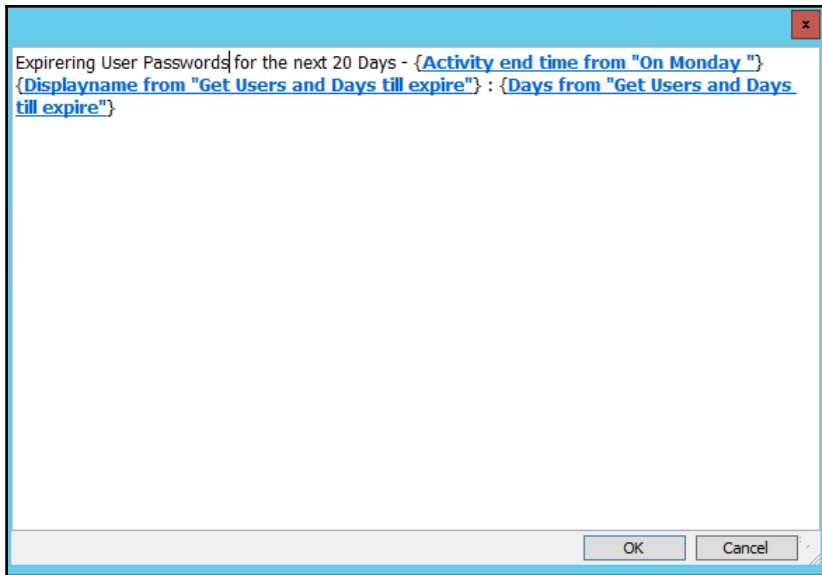 x
Expirering User Passwords for the next 20 Days - {Activity end time from "On Monday "}
{Displayname from "Get Users and Days till expire"} : {Days from "Get Users and Days
till expire"}
OK Cancel